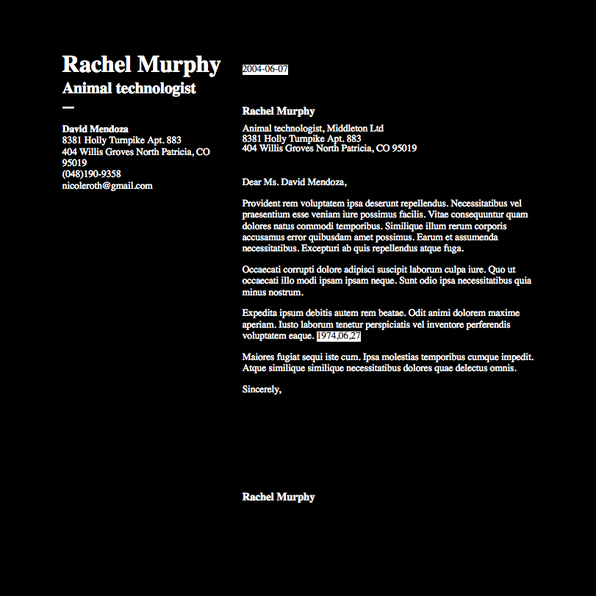 Rachel Murphy
Animal technologist
—
David Mendoza
8381 Holly Turnpike Apt. 883
404 Willis Groves North Patricia, CO
95019
(048)190-9358
nicoleroth@gmail.com
2004-06-07
Rachel Murphy
Animal technologist, Middleton Ltd
8381 Holly Turnpike Apt. 883
404 Willis Groves North Patricia, CO 95019
Dear Ms. David Mendoza,
Provident rem voluptatem ipsa deserunt repellendus. Necessitatibus vel
praesentium esse veniam iure possimus facilis. Vitae consequuntur quam
dolores natus commodi temporibus. Similique illum rerum corporis
accusamus error quibusdam amet possimus. Earum et assumenda
necessitatibus. Excepturi ab quis repellendus atque fuga.
Occaecati corrupti dolore adipisci suscipit laborum culpa iure. Quo ut
occaecati illo modi ipsam ipsam neque. Sunt odio ipsa necessitatibus quia
minus nostrum.
Expedita ipsum debitis autem rem beatae. Odit animi dolorem maxime
aperiam. Iusto laborum tenetur perspiciatis vel inventore perferendis
voluptatem eaque. 1974,06,27
Maiores fugiat sequi iste cum. Ipsa molestias temporibus cumque impedit.
Atque similique similique necessitatibus dolores quae delectus omnis.
Sincerely,
Rachel Murphy